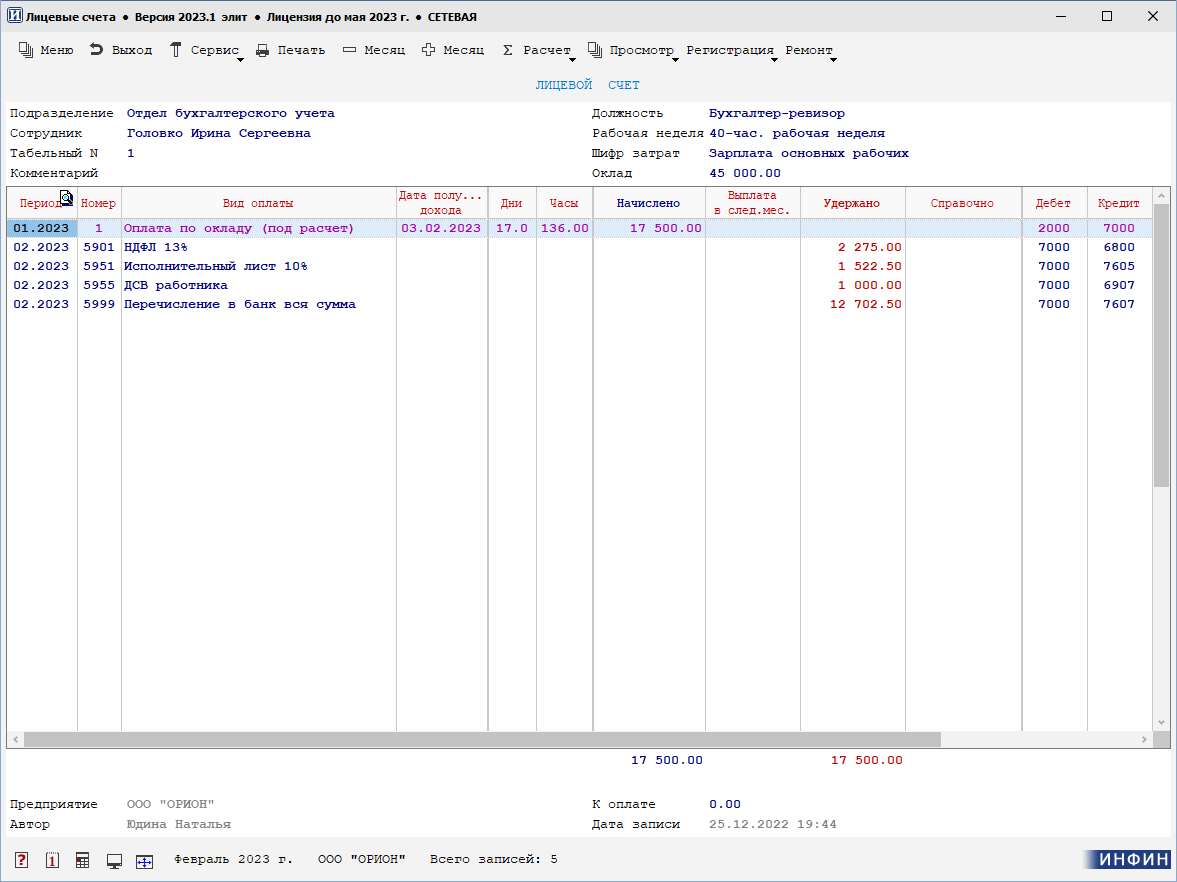 Лицевые счета ● Версия 2023.1 элит ● Лицензия до мая 2023 г. ● СЕТЕВАЯ
Меню Выход Сервис Печать Месяц Месяц Σ Расчет Просмотр Регистрация Ремонт
ЛИЦЕВОЙ СЧЕТ
Подразделение Отдел бухгалтерского учета Должность Бухгалтер-ревизор
Сотрудник Головко Ирина Сергеевна Рабочая неделя 40-час. рабочая неделя
Табельный N 1 Шифр затрат Зарплата основных рабочих
Комментарий Оклад 45 000.00
Период Номер Вид оплаты Дата полу... дохода Дни Часы Начислено Выплата в след.мес. Удержано Справочно Дебет Кредит
01.2023 1 Оплата по окладу (под расчет) 03.02.2023 17.0 136.00 17 500.00 2000 7000
02.2023 5901 НДФЛ 13% 2 275.00 7000 6800
02.2023 5951 Исполнительный лист 10% 1 522.50 7000 7605
02.2023 5955 ДСВ работника 1 000.00 7000 6907
02.2023 5999 Перечисление в банк вся сумма 12 702.50 7000 7607
17 500.00 17 500.00
Предприятие ООО "ОРИОН" К оплате 0.00
Автор Юдина Наталья Дата записи 25.12.2022 19:44
? 1 Февраль 2023 г. ООО "ОРИОН" Всего записей: 5 ИНФИН